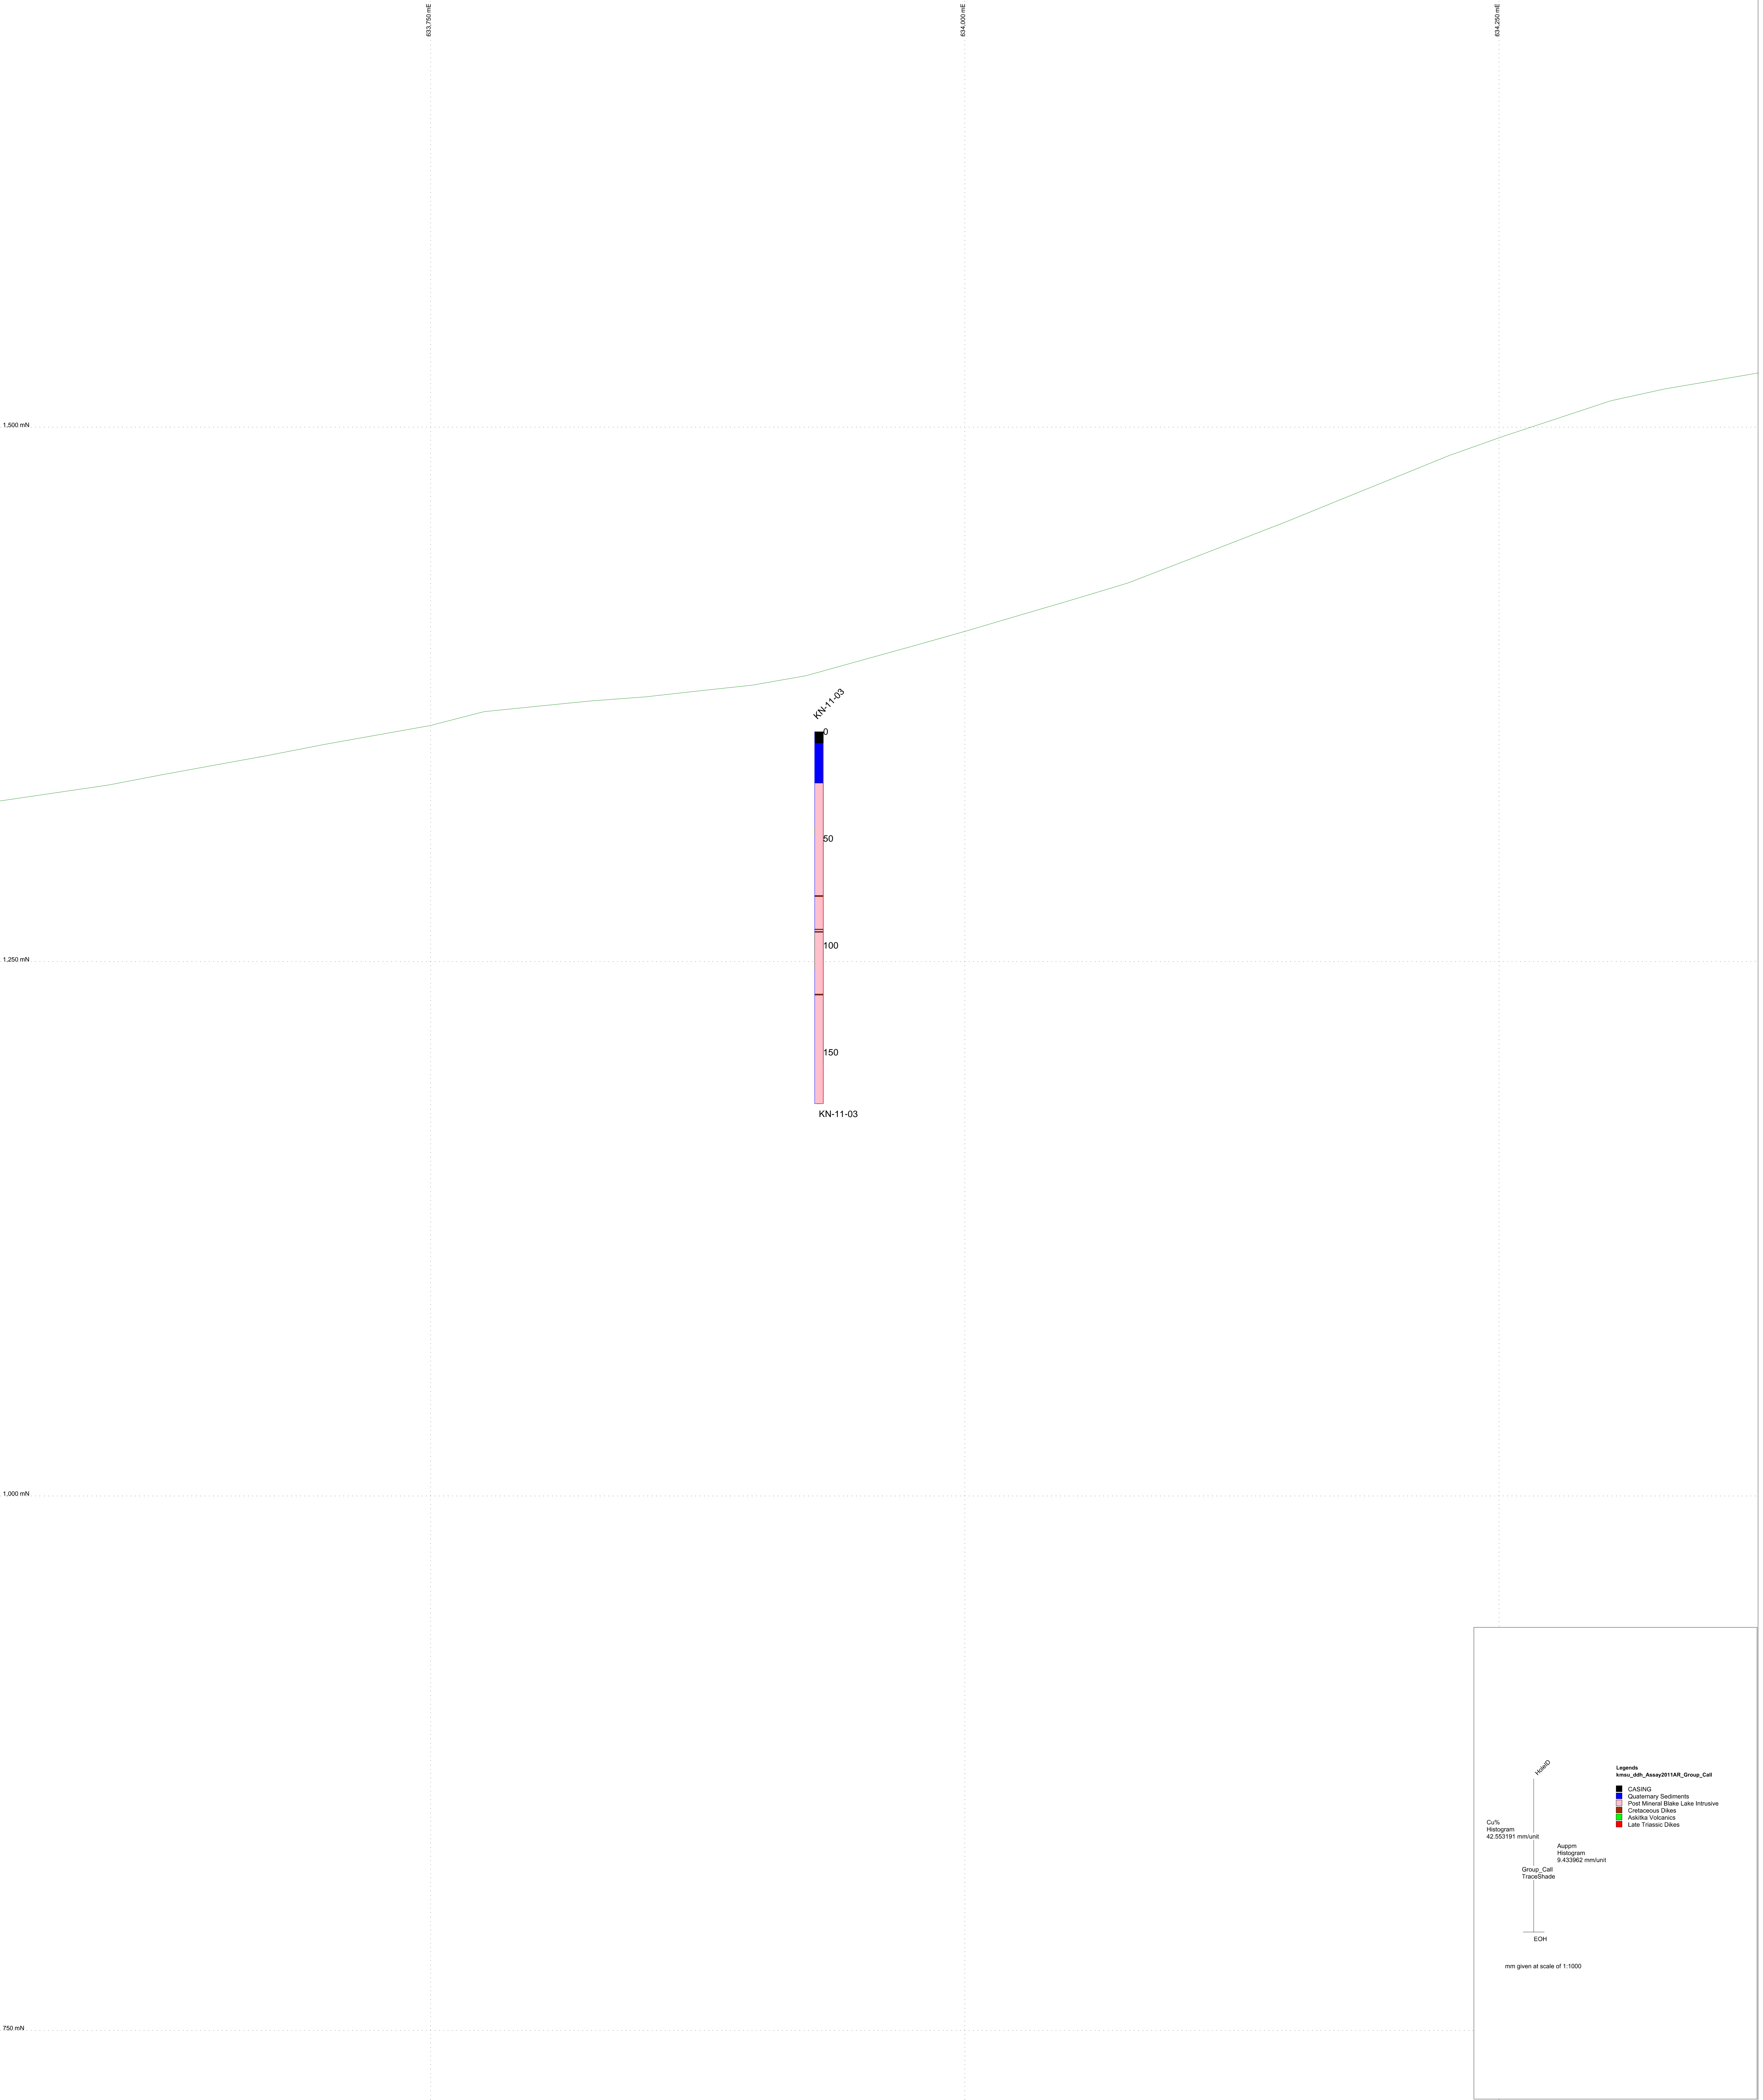 633,750 mE
634,000 mE
634,250 mE
1,500 mN
KN-11-03
0
50
1,250 mN
100
150
KN-11-03
1,000 mN
HoleID
Cu%
Histogram
42.553191 mm/unit
Auppm
Histogram
9.433962 mm/unit
Group_Call
TraceShade
EOH
mm given at scale of 1:1000
Legends
kmsu_ddh_Assay2011AR_Group_Call
CASING
Quaternary Sediments
Post Mineral Blake Lake Intrusive
Cretaceous Dikes
Askitka Volcanics
Late Triassic Dikes
750 mN